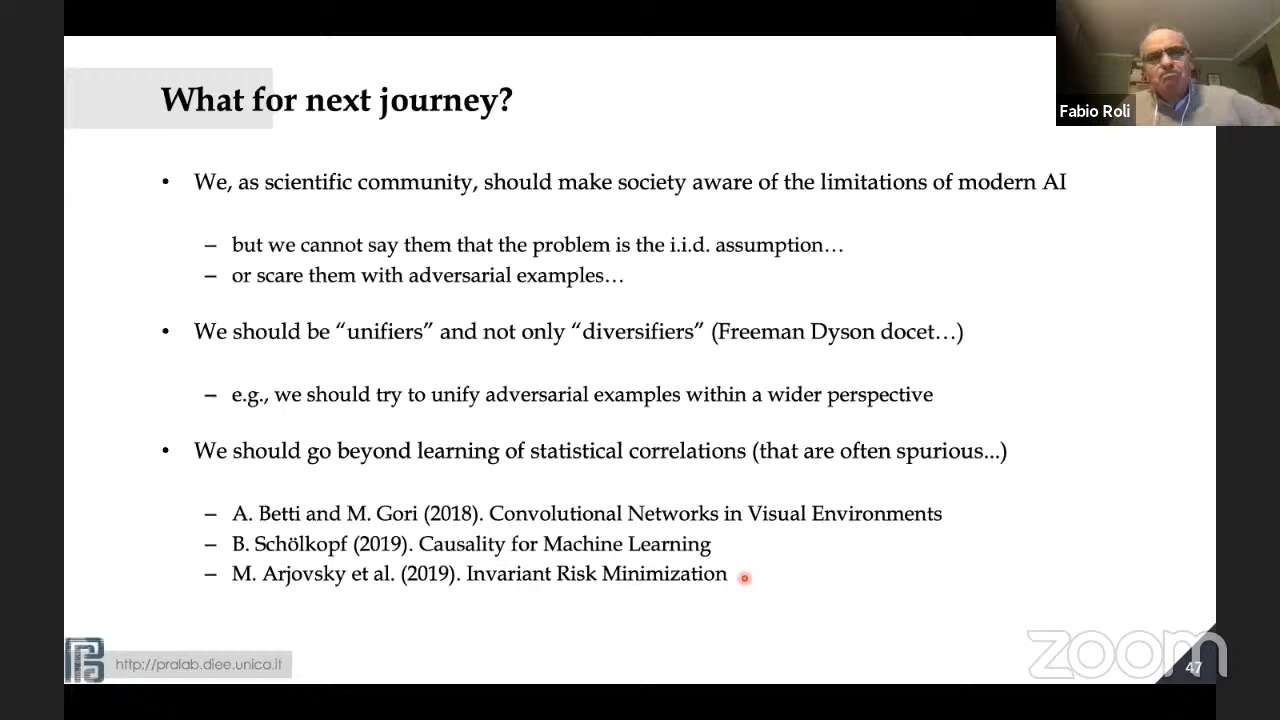 What for next journey?
Fabio Roli
• We, as scientific community, should make society aware of the limitations of modern AI
– but we cannot say them that the problem is the i.i.d. assumption…
– or scare them with adversarial examples…
• We should be “unifiers” and not only “diversifiers” (Freeman Dyson docet…)
– e.g., we should try to unify adversarial examples within a wider perspective
• We should go beyond learning of statistical correlations (that are often spurious...)
– A. Betti and M. Gori (2018). Convolutional Networks in Visual Environments
– B. Schölkopf (2019). Causality for Machine Learning
– M. Arjovsky et al. (2019). Invariant Risk Minimization
http://pralab.diee.unica.it
zoom
47